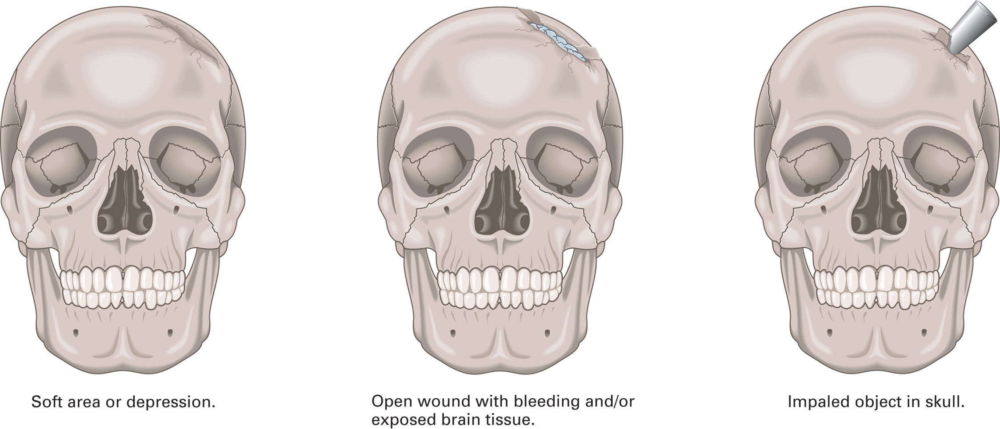 Soft area or depression.
Open wound with bleeding and/or
exposed brain tissue.
Impaled object in skull.